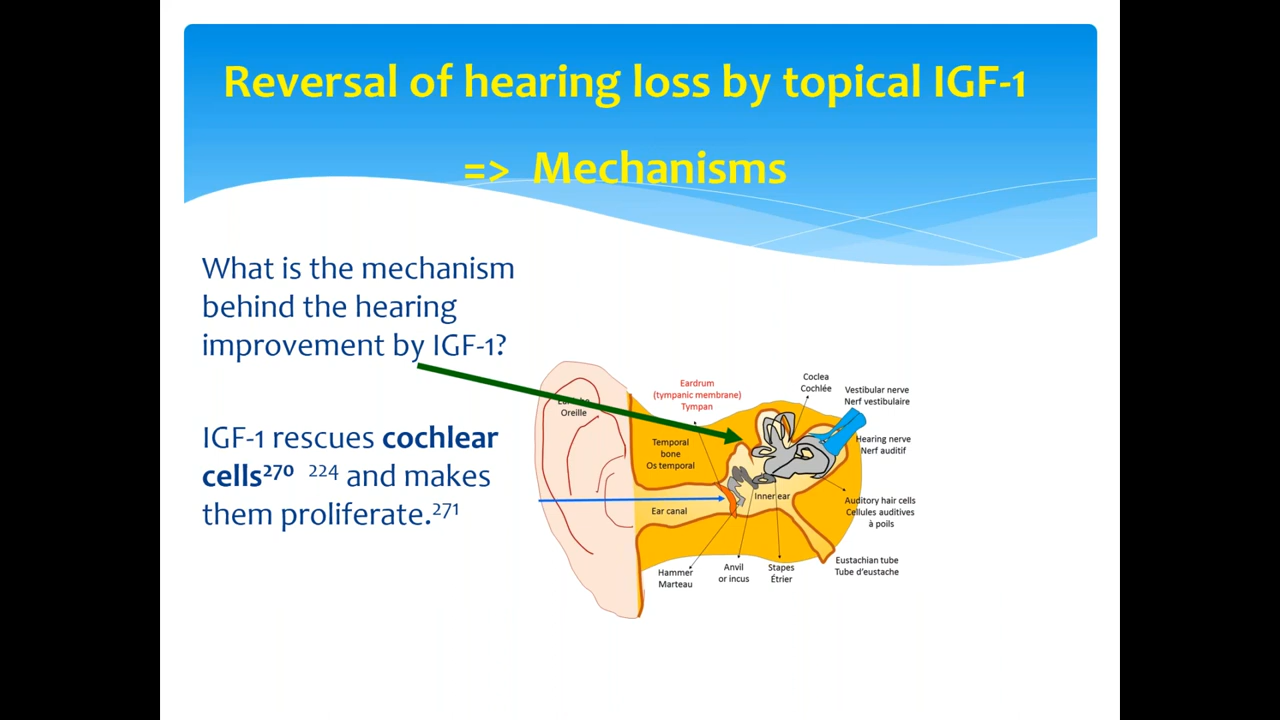 Reversal of hearing loss by topical IGF-1
=> Mechanisms
What is the mechanism
behind the hearing
improvement by IGF-1?
IGF-1 rescues cochlear
cells²⁷⁰ ²²⁴ and makes
them proliferate.²⁷¹
Oreille
Eardrum
(tympanic membrane)
Tympan
Temporal
bone
Os temporal
Ear canal
Coclea
Cochlée
Vestibular nerve
Nerf vestibulaire
Hearing nerve
Nerf auditif
Inner ear
Auditory hair cells
Cellules auditives
à poils
Eustachian tube
Tube d'eustache
Hammer
Marteau
Anvil
or incus
Stapes
Étrier